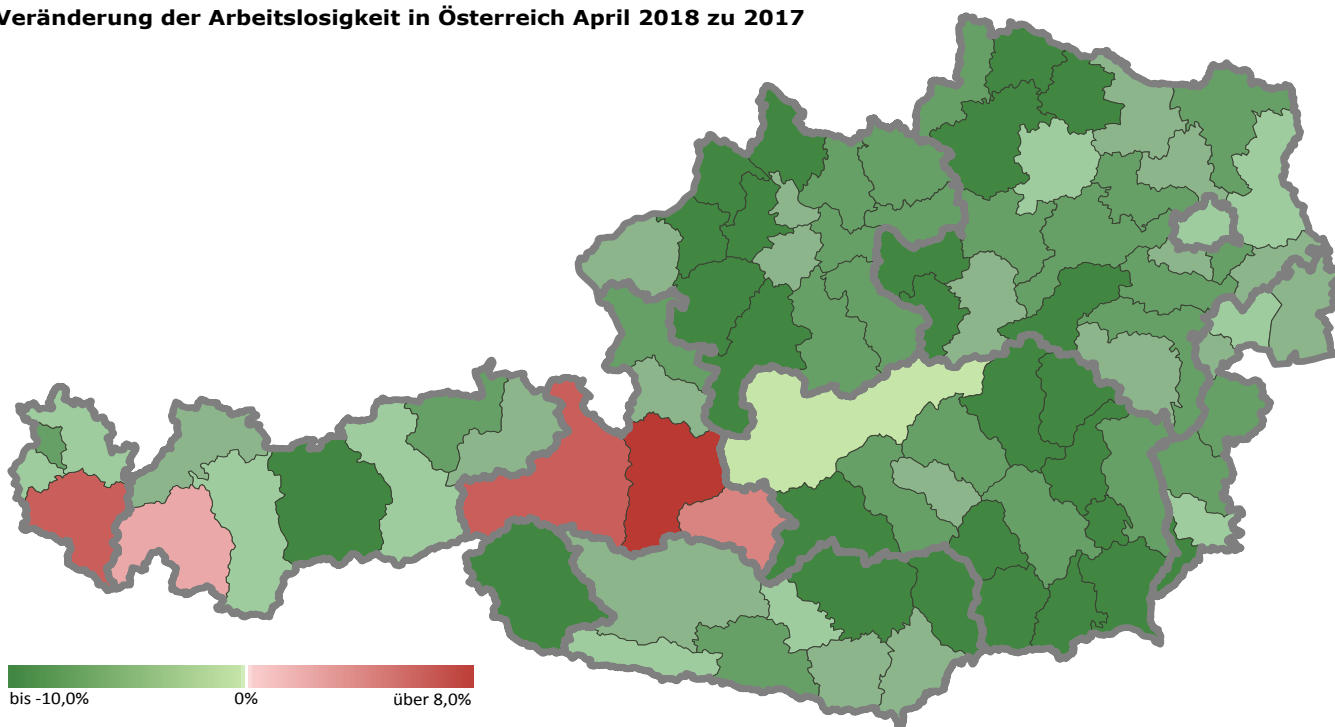 Veränderung der Arbeitslosigkeit in Österreich April 2018 zu 2017
bis -10,0% 0% über 8,0%